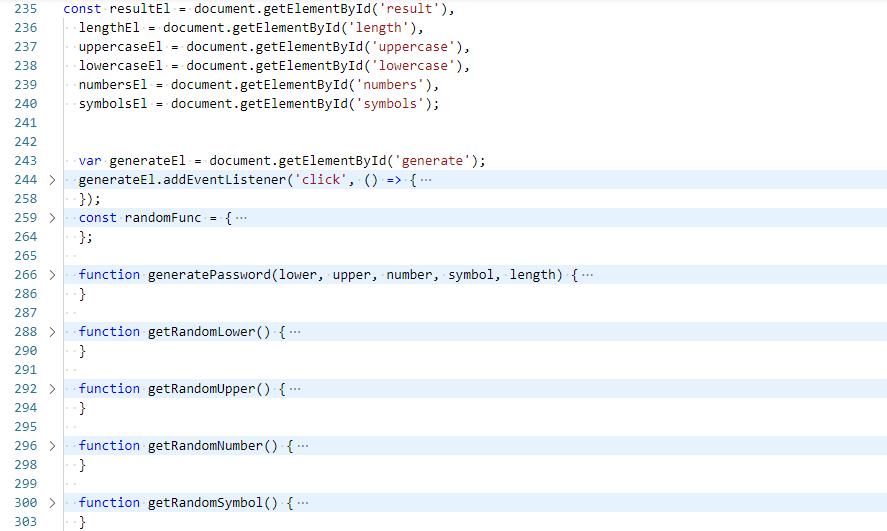 235 const resultEl = document.getElementById('result'),
236 lengthEl = document.getElementById('length'),
237 uppercaseEl = document.getElementById('uppercase'),
238 lowercaseEl = document.getElementById('lowercase'),
239 numbersEl = document.getElementById('numbers'),
240 symbolsEl = document.getElementById('symbols');
241
242
243 var generateEl = document.getElementById('generate');
244 > generateEl.addEventListener('click', () => { ⋯
258 });
259 > const randomFunc = { ⋯
264 };
265
266 > function generatePassword(lower, upper, number, symbol, length) { ⋯
286 }
287
288 > function getRandomLower() { ⋯
290 }
291
292 > function getRandomUpper() { ⋯
294 }
295
296 > function getRandomNumber() { ⋯
298 }
299
300 > function getRandomSymbol() { ⋯
303 }